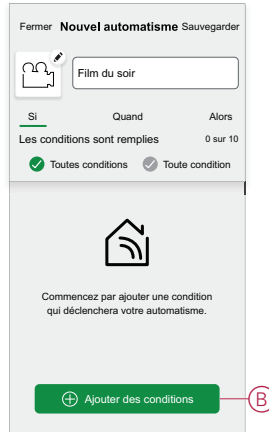 Fermer Nouvel automatisme Sauvegarder
Film du soir
Si Quand Alors
Les conditions sont remplies 0 sur 10
Toutes conditions Toute condition
Commencez par ajouter une condition
qui déclenchera votre automatisme.
Ajouter des conditions
B